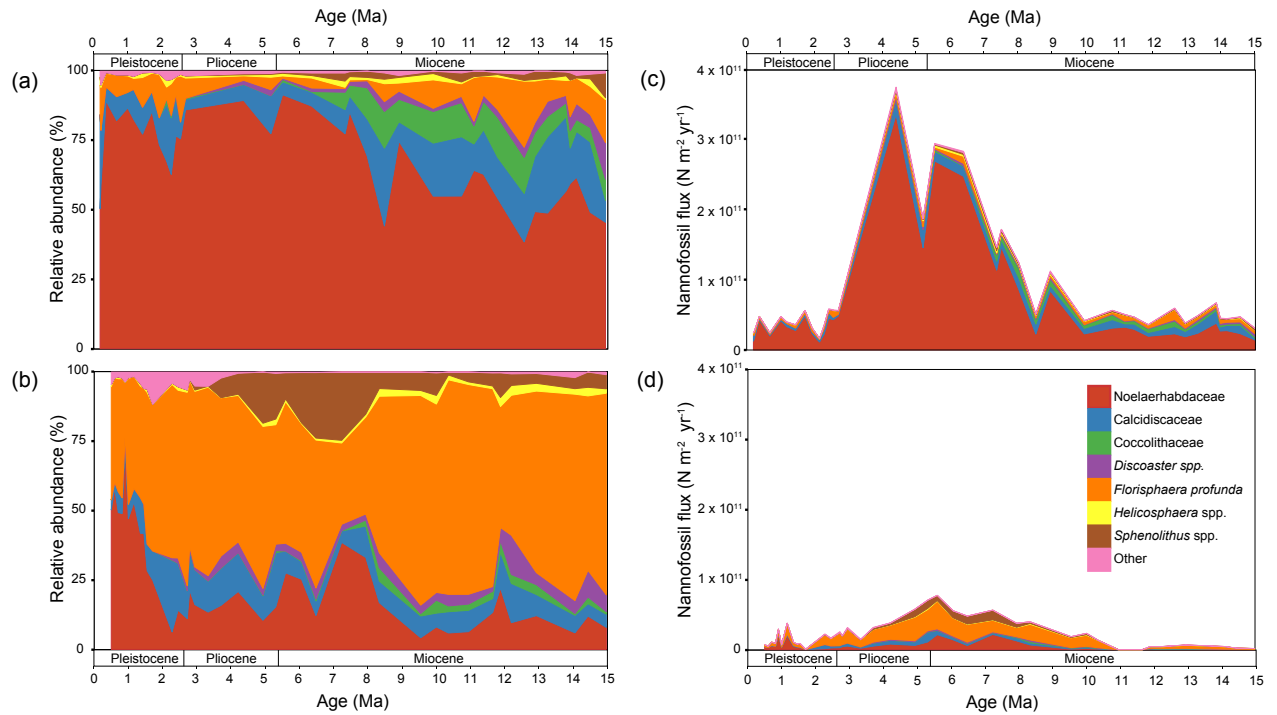 Age (Ma)
0 1 2 3 4 5 6 7 8 9 10 11 12 13 14 15
Pleistocene Pliocene Miocene
(a)
Relative abundance (%)
100
75
50
25
0
(b)
Relative abundance (%)
100
75
50
25
0
Pleistocene Pliocene Miocene
0 1 2 3 4 5 6 7 8 9 10 11 12 13 14 15
Age (Ma)
Age (Ma)
0 1 2 3 4 5 6 7 8 9 10 11 12 13 14 15
Pleistocene Pliocene Miocene
(c)
Nannofossil flux (N m⁻² yr⁻¹)
4 x 10¹¹
3 x 10¹¹
2 x 10¹¹
1 x 10¹¹
0
(d)
Nannofossil flux (N m⁻² yr⁻¹)
4 x 10¹¹
3 x 10¹¹
2 x 10¹¹
1 x 10¹¹
0
Noelaerhabdaceae
Calcidiscaceae
Coccolithaceae
Discoaster spp.
Florisphaera profunda
Helicosphaera spp.
Sphenolithus spp.
Other
Pleistocene Pliocene Miocene
0 1 2 3 4 5 6 7 8 9 10 11 12 13 14 15
Age (Ma)